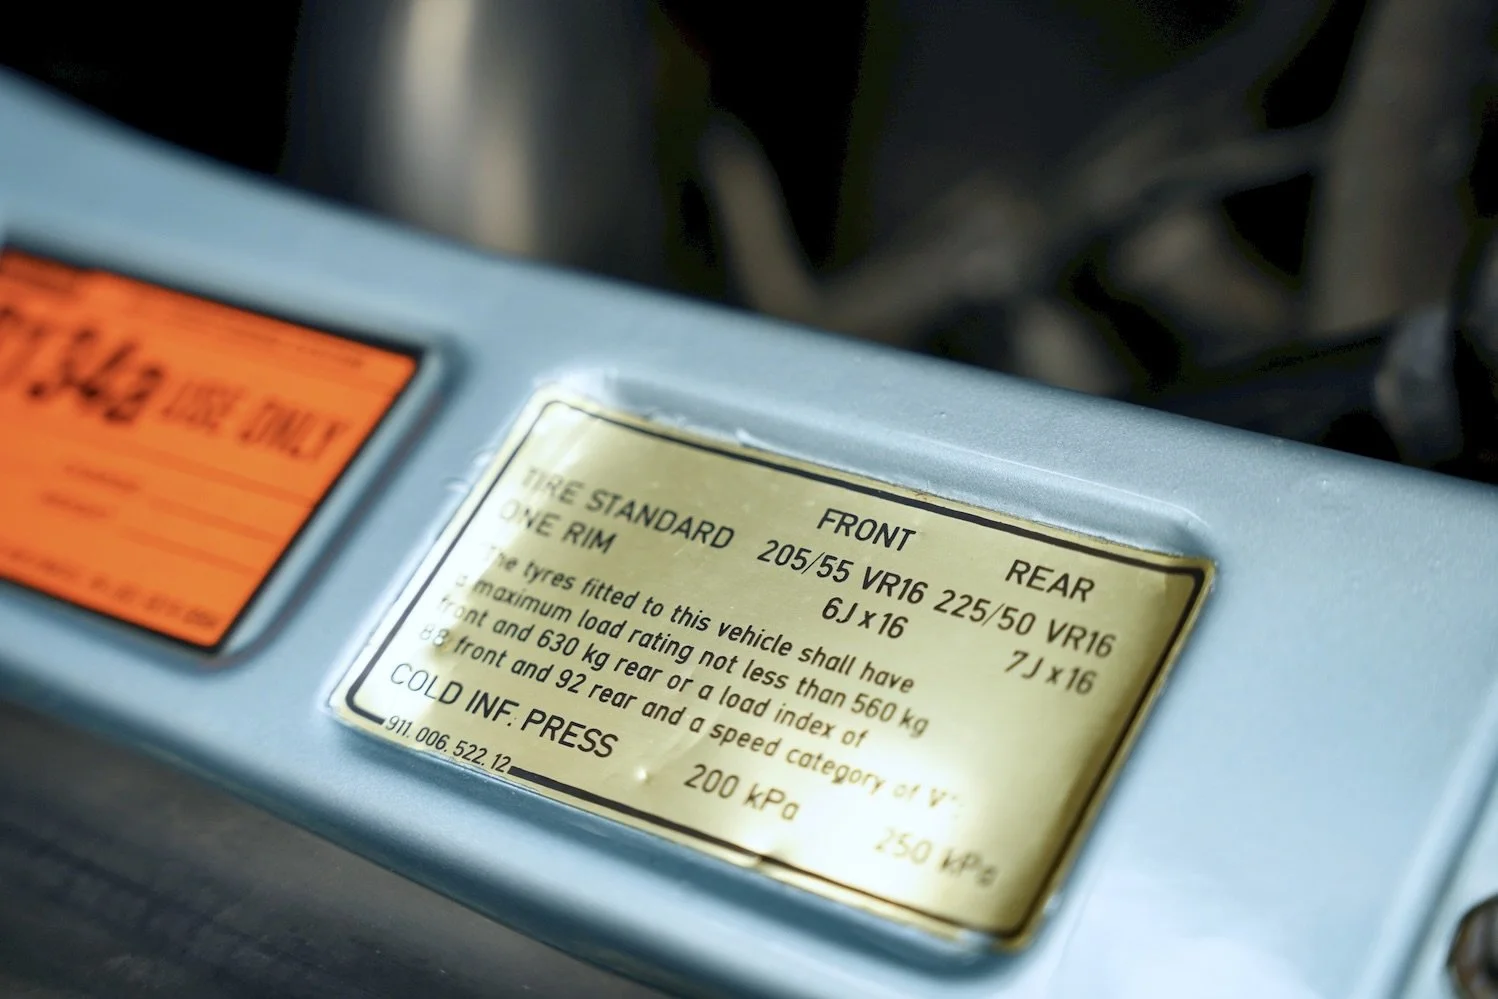 34a USE ONLY
FRONT
REAR
TIRE STANDARD 205/55 VR16 225/50 VR16
ONE RIM 6J x 16 7J x 16
The tyres fitted to this vehicle shall have
a maximum load rating not less than 560 kg
front and 630 kg rear or a load index of
88 front and 92 rear and a speed category of V":
COLD INF. PRESS 200 kPa 250 kPa
911.006.522.12